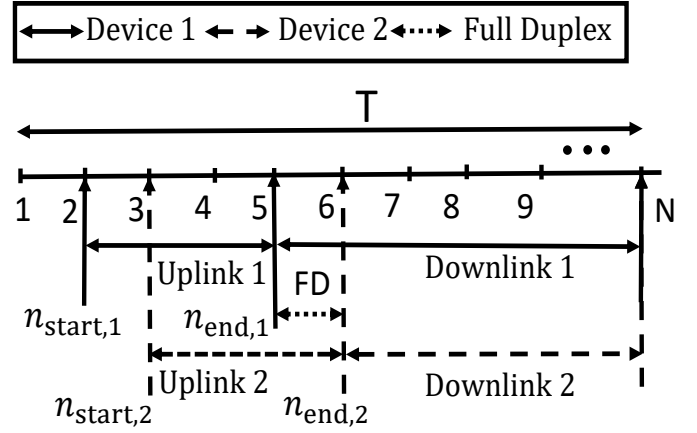 Device 1 Device 2 Full Duplex
T
...
1 2 3 4 5 6 7 8 9 N
Uplink 1 Downlink 1
FD
n_start,1 n_end,1
Uplink 2 Downlink 2
n_start,2 n_end,2